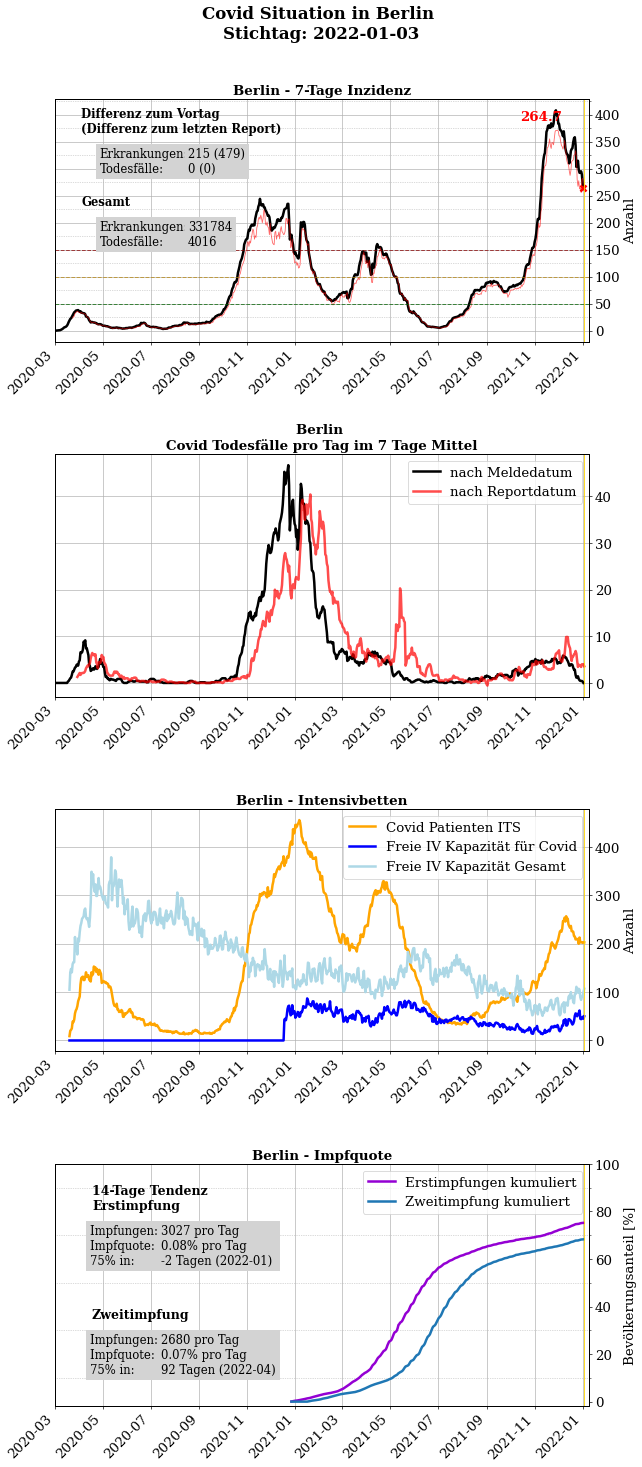 Covid Situation in Berlin
Stichtag: 2022-01-03
Berlin - 7-Tage Inzidenz
Differenz zum Vortag
(Differenz zum letzten Report)
Erkrankungen 215 (479)
Todesfälle: 0 (0)
Gesamt
Erkrankungen 331784
Todesfälle: 4016
264.7
400
350
300
250
200
150
100
50
0
Anzahl
2020-03
2020-05
2020-07
2020-09
2020-11
2021-01
2021-03
2021-05
2021-07
2021-09
2021-11
2022-01
Berlin
Covid Todesfälle pro Tag im 7 Tage Mittel
nach Meldedatum
nach Reportdatum
40
30
20
10
0
2020-03
2020-05
2020-07
2020-09
2020-11
2021-01
2021-03
2021-05
2021-07
2021-09
2021-11
2022-01
Berlin - Intensivbetten
Covid Patienten ITS
Freie IV Kapazität für Covid
Freie IV Kapazität Gesamt
400
300
200
100
0
Anzahl
2020-03
2020-05
2020-07
2020-09
2020-11
2021-01
2021-03
2021-05
2021-07
2021-09
2021-11
2022-01
Berlin - Impfquote
14-Tage Tendenz
Erstimpfung
Impfungen: 3027 pro Tag
Impfquote: 0.08% pro Tag
75% in: -2 Tagen (2022-01)
Zweitimpfung
Impfungen: 2680 pro Tag
Impfquote: 0.07% pro Tag
75% in: 92 Tagen (2022-04)
Erstimpfungen kumuliert
Zweitimpfung kumuliert
100
80
60
40
20
0
Bevölkerungsanteil [%]
2020-03
2020-05
2020-07
2020-09
2020-11
2021-01
2021-03
2021-05
2021-07
2021-09
2021-11
2022-01